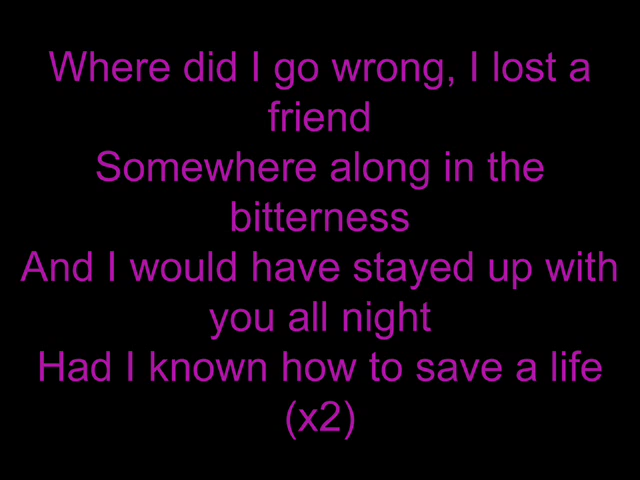 Where did I go wrong, I lost a
friend
Somewhere along in the
bitterness
And I would have stayed up with
you all night
Had I known how to save a life
(x2)